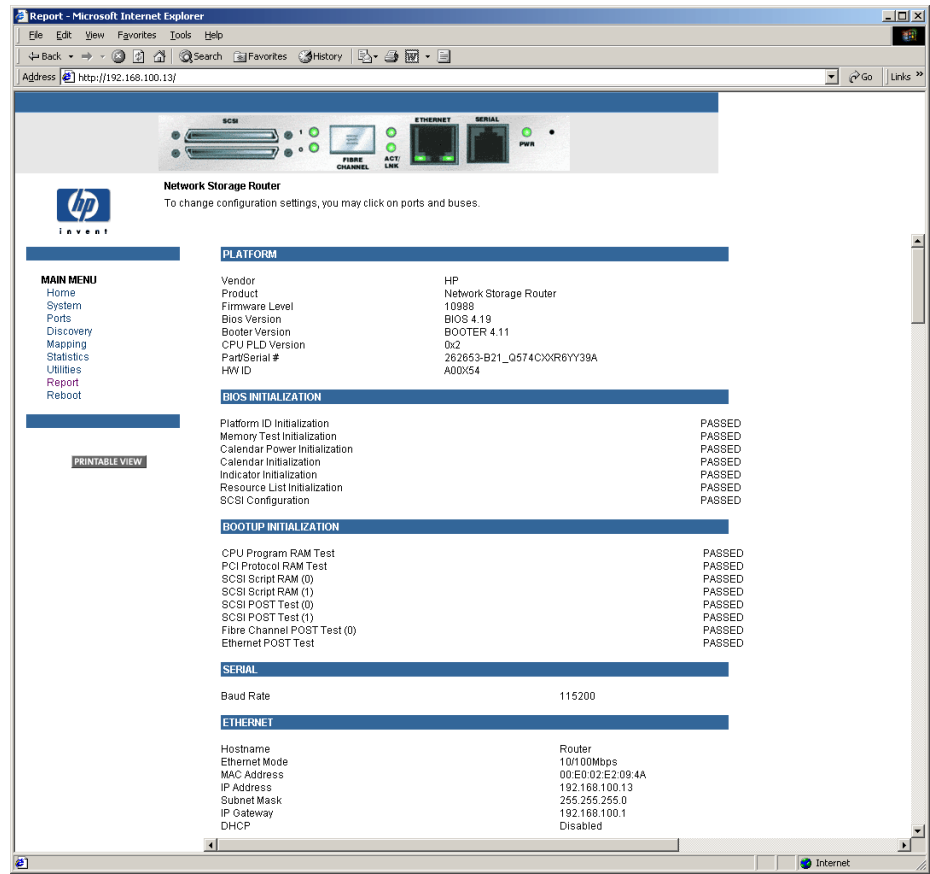 Report - Microsoft Internet Explorer
File Edit View Favorites Tools Help
Back Search Favorites History
Address http://192.168.100.13/ Go Links »
SCSI 1 0 FIBRE CHANNEL ACT/ LNK ETHERNET SERIAL PWR
hp
invent
Network Storage Router
To change configuration settings, you may click on ports and buses.
MAIN MENU
Home
System
Ports
Discovery
Mapping
Statistics
Utilities
Report
Reboot
PRINTABLE VIEW
PLATFORM
Vendor HP
Product Network Storage Router
Firmware Level 10988
Bios Version BIOS 4.19
Booter Version BOOTER 4.11
CPU PLD Version 0x2
Part/Serial # 262653-B21_Q574CXXR6YY39A
HW ID A00X54
BIOS INITIALIZATION
Platform ID Initialization PASSED
Memory Test Initialization PASSED
Calendar Power Initialization PASSED
Calendar Initialization PASSED
Indicator Initialization PASSED
Resource List Initialization PASSED
SCSI Configuration PASSED
BOOTUP INITIALIZATION
CPU Program RAM Test PASSED
PCI Protocol RAM Test PASSED
SCSI Script RAM (0) PASSED
SCSI Script RAM (1) PASSED
SCSI POST Test (0) PASSED
SCSI POST Test (1) PASSED
Fibre Channel POST Test (0) PASSED
Ethernet POST Test PASSED
SERIAL
Baud Rate 115200
ETHERNET
Hostname Router
Ethernet Mode 10/100Mbps
MAC Address 00:E0:02:E2:09:4A
IP Address 192.168.100.13
Subnet Mask 255.255.255.0
IP Gateway 192.168.100.1
DHCP Disabled
Internet